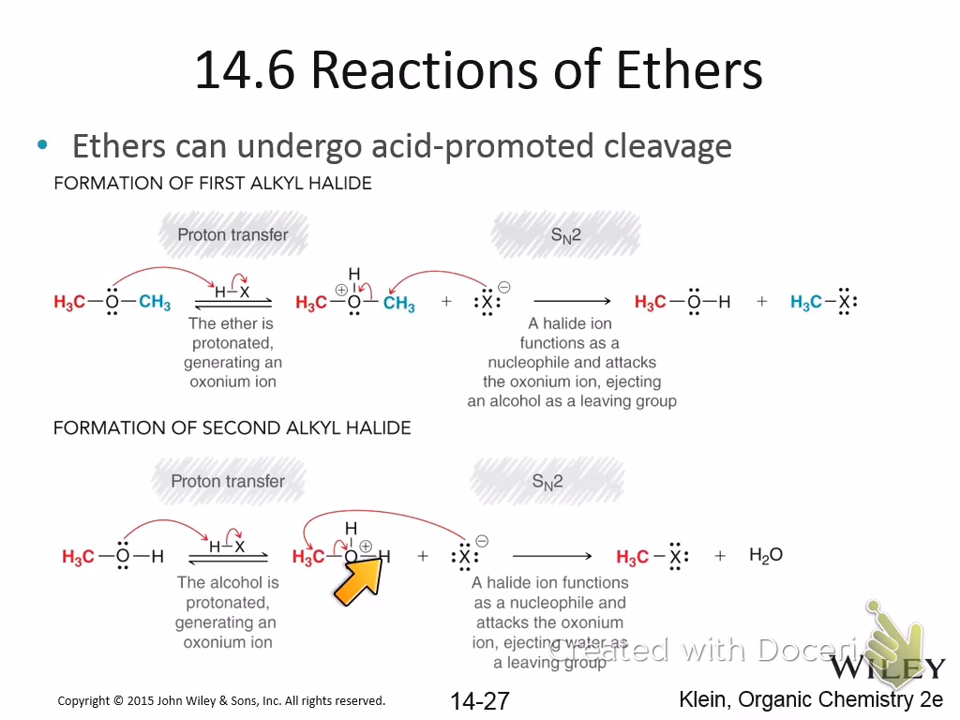 14.6 Reactions of Ethers
• Ethers can undergo acid-promoted cleavage
FORMATION OF FIRST ALKYL HALIDE
Proton transfer
SN2
H3C–O–CH3
H–X
H
H3C–O–CH3
⊕
+
:X:
⊖
H3C–O–H
+
H3C–X:
The ether is
protonated,
generating an
oxonium ion
A halide ion
functions as a
nucleophile and attacks
the oxonium ion, ejecting
an alcohol as a leaving group
FORMATION OF SECOND ALKYL HALIDE
Proton transfer
SN2
H3C–O–H
H–X
H
H3C–O–H
⊕
+
:X:
⊖
H3C–X:
+
H2O
The alcohol is
protonated,
generating an
oxonium ion
A halide ion functions
as a nucleophile and
attacks the oxonium
ion, ejecting water as
a leaving group
Created with Doceri
WILEY
Copyright © 2015 John Wiley & Sons, Inc. All rights reserved.
14-27
Klein, Organic Chemistry 2e